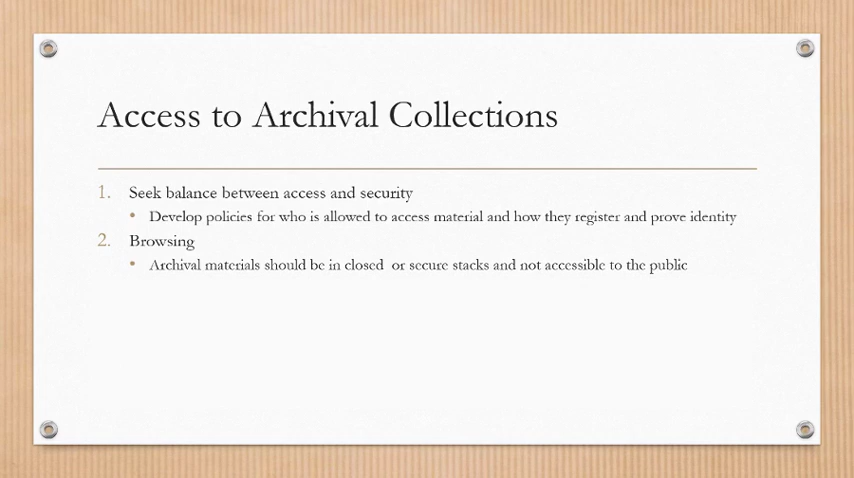 Access to Archival Collections
1. Seek balance between access and security
• Develop policies for who is allowed to access material and how they register and prove identity
2. Browsing
• Archival materials should be in closed  or secure stacks and not accessible to the public